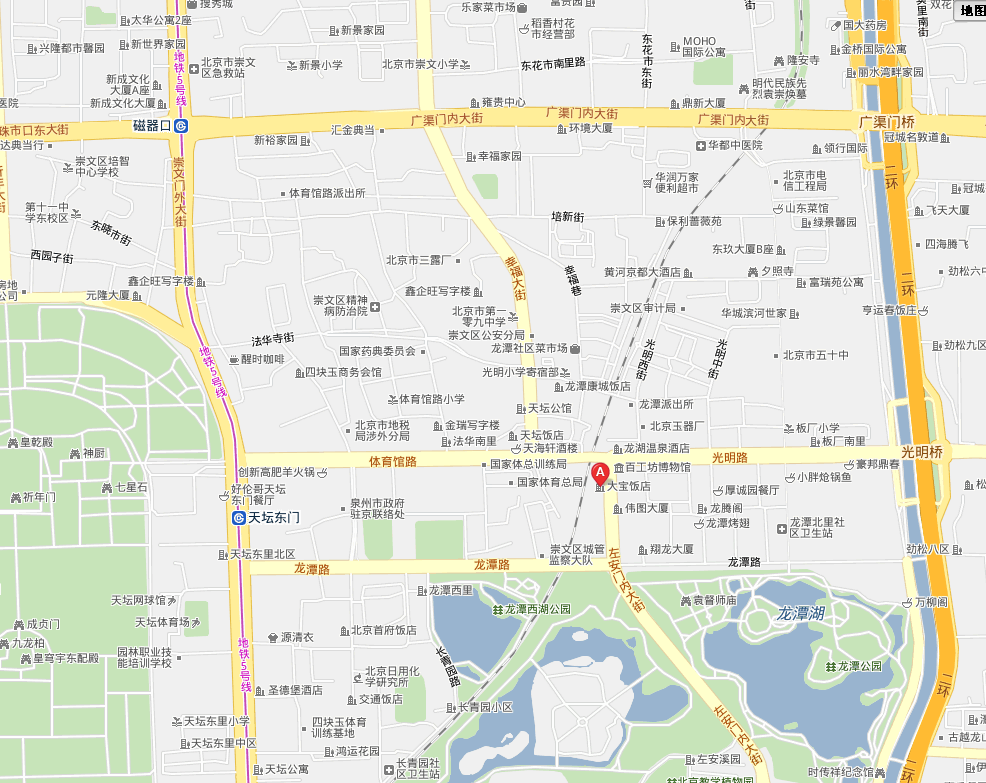 搜秀城
乐家菜市场
富贵园
街
地图
太华公寓2座
稻香村花
市经营部
国大药房
新景家园
新世界家园
兴隆都市馨园
MOHO
国际公寓
金桥国际公寓
北京市崇文
区急救站
新景小学
北京市崇文小学
东花市南里路
东花市东街
隆安寺
丽水湾畔家园
新成文化
大厦A座
新成文化大厦
明代民族先
烈袁崇焕墓
地铁5号线
雍贵中心
鼎新大厦
珠市口东大街
磁器口
广渠门内大街
广渠门内大街
广渠门内大街
广渠门桥
环境大厦
汇金典当
达典当行
新裕家园
冠城名敦道
华都中医院
领行国际
崇文区培智
中心学校
幸福家园
崇文门外大街
华润万家
便利超市
北京市电
信工程局
二环
体育馆路派出所
第十一中
学东校区
东晓市街
培新街
保利蔷薇苑
山东菜馆
绿景馨园
飞天大厦
西园子街
东玖大厦B座
四海腾飞
北京市三露厂
幸福大街
幸福巷
黄河京都大酒店
夕照寺
富瑞苑公寓
二环
鑫企旺写字楼
元隆大厦
鑫企旺写字楼
崇文区精神
病防治院
北京市第一
零九中学
崇文区审计局
华城滨河世家
亨运春饭庄
崇文区公安分局
法华寺街
国家药典委员会
龙潭社区菜市场
光明西街
光明中街
北京市五十中
地铁5号线
醒时咖啡
四块玉商务会馆
光明小学寄宿部
龙潭康城饭店
体育馆路小学
天坛公馆
龙潭派出所
北京市地税
局涉外分局
金瑞写字楼
法华南里
天坛饭店
天海轩酒楼
北京玉器厂
板厂小学
板厂南里
皇乾殿
神厨
体育馆路
龙湖温泉酒店
光明路
光明桥
国家体总训练局
百工坊博物馆
豪邦鼎春
创新高肥羊火锅
国家体育总局
A
大宝饭店
小胖炝锅鱼
七星石
祈年门
好伦哥天坛
东门餐厅
天坛东门
泉州市政府
驻京联络处
厚诚园餐厅
伟图大厦
龙腾阁
龙潭烤翅
龙潭北里社
区卫生站
天坛东里北区
崇文区城管
监察大队
翔龙大厦
劲松八区
龙潭路
龙潭路
龙潭路
左安门内大街
天坛网球馆
龙潭西里
龙潭西湖公园
袁督师庙
龙潭湖
万柳阁
成贞门
天坛体育场
九龙柏
皇穹宇东配殿
源清衣
北京首府饭店
园林职业技
能培训学校
地铁5号线
长青园路
龙潭公园
北京日用化
学研究所
圣德堡酒店
交通饭店
二环
天坛东里小学
四块玉体育
训练基地
长青园小区
左安门内大街
天坛东里中区
鸿运花园
天坛公寓
长青园社
区卫生站
左安溪园
时传祥纪念馆
二环
北京教学植物园